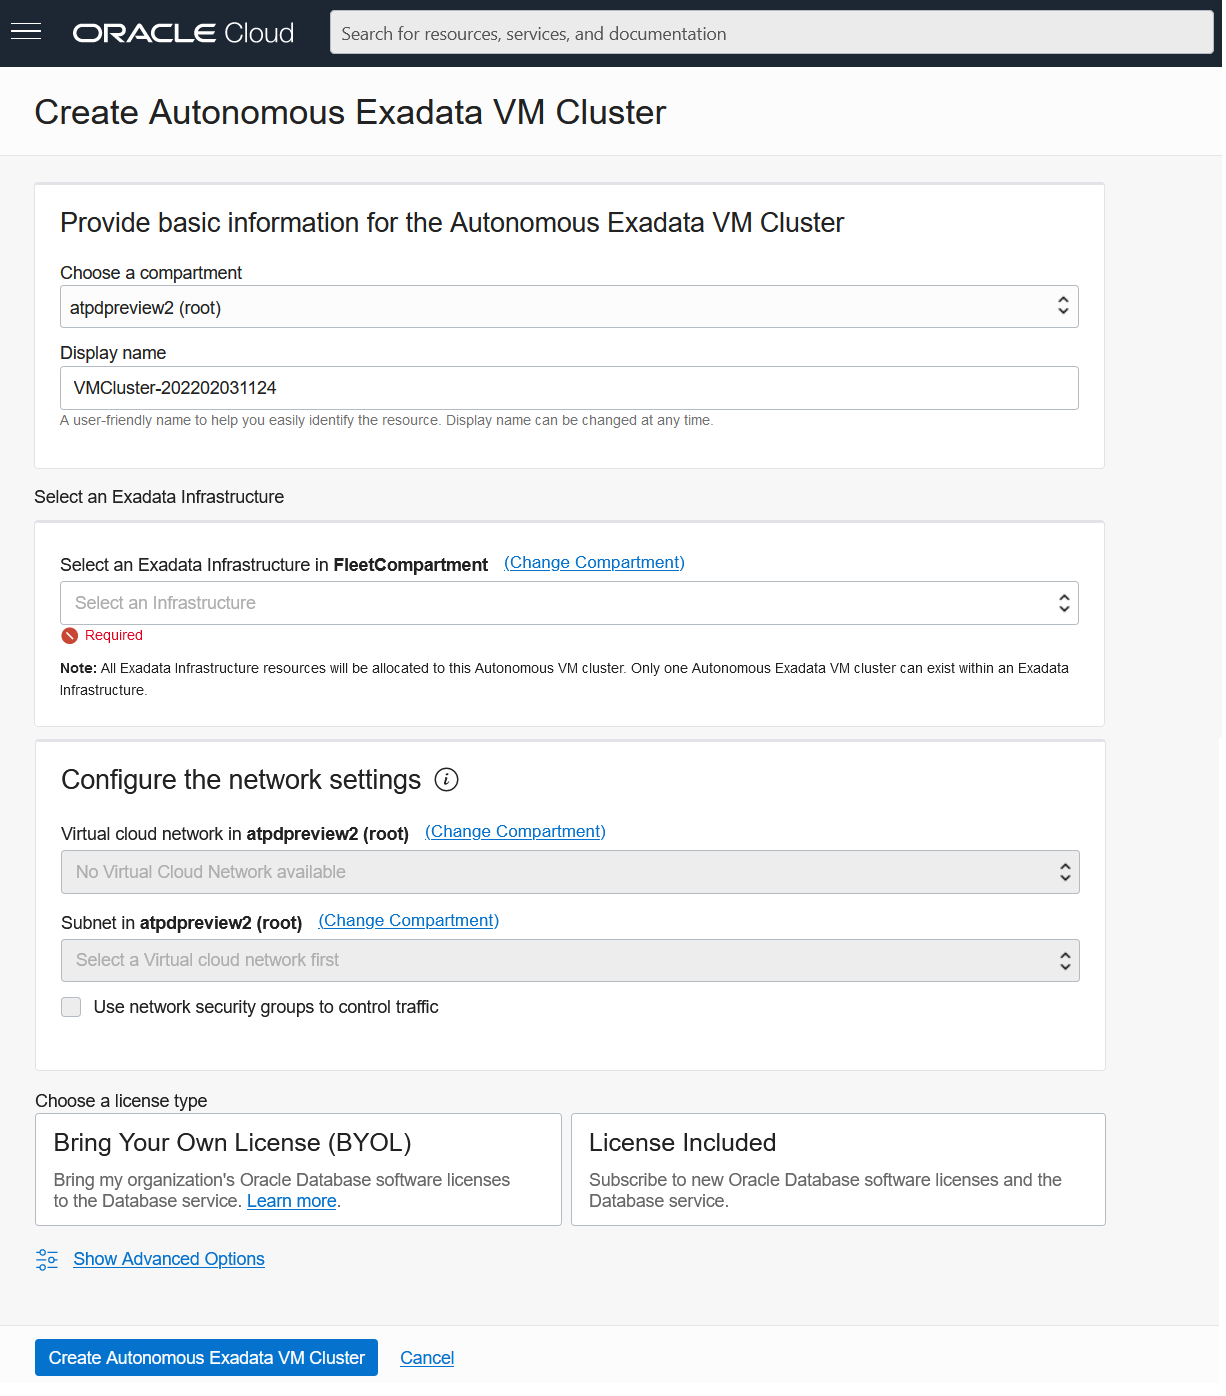 ORACLE Cloud
Search for resources, services, and documentation
Create Autonomous Exadata VM Cluster
Provide basic information for the Autonomous Exadata VM Cluster
Choose a compartment
atpdpreview2 (root)
Display name
VMCluster-202202031124
A user-friendly name to help you easily identify the resource. Display name can be changed at any time.
Select an Exadata Infrastructure
Select an Exadata Infrastructure in FleetCompartment (Change Compartment)
Select an Infrastructure
Required
Note: All Exadata Infrastructure resources will be allocated to this Autonomous VM cluster. Only one Autonomous Exadata VM cluster can exist within an Exadata
Infrastructure.
Configure the network settings i
Virtual cloud network in atpdpreview2 (root) (Change Compartment)
No Virtual Cloud Network available
Subnet in atpdpreview2 (root) (Change Compartment)
Select a Virtual cloud network first
Use network security groups to control traffic
Choose a license type
Bring Your Own License (BYOL)
Bring my organization's Oracle Database software licenses
to the Database service. Learn more.
License Included
Subscribe to new Oracle Database software licenses and the
Database service.
Show Advanced Options
Create Autonomous Exadata VM Cluster Cancel